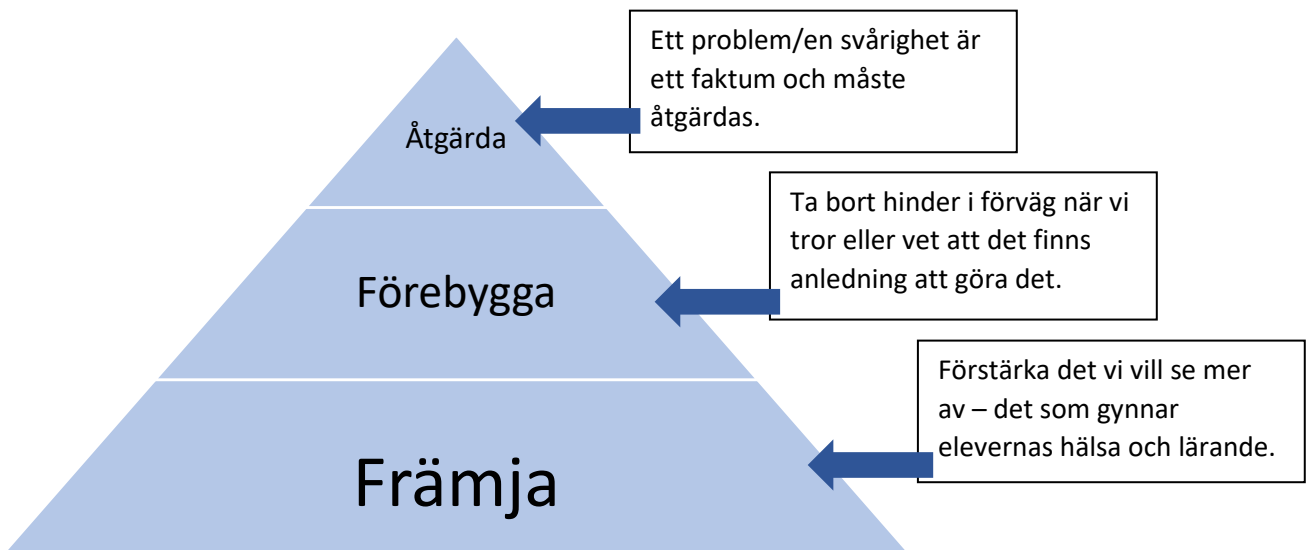 Ett problem/en svårighet är
ett faktum och måste
åtgärdas.
Åtgärda
Ta bort hinder i förväg när vi
tror eller vet att det finns
anledning att göra det.
Förebygga
Förstärka det vi vill se mer
av – det som gynnar
elevernas hälsa och lärande.
Främja